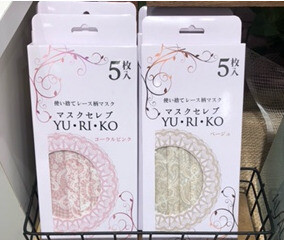 5枚入
使い捨てレース柄マスク
マスクセレブ
YU・RI・KO
コーラルピンク
5枚入
使い捨てレース柄マスク
マスクセレブ
YU・RI・KO
ベージュ